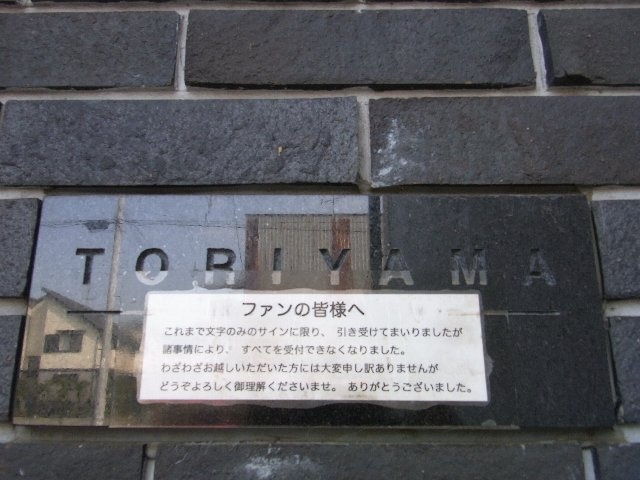 TORIYAMA
ファンの皆様へ
これまで文字のみのサインに限り、引き受けてまいりましたが
諸事情により、すべてを受付できなくなりました。
わざわざお越しいただいた方には大変申し訳ありませんが
どうぞよろしく御理解くださいませ。ありがとうございました。